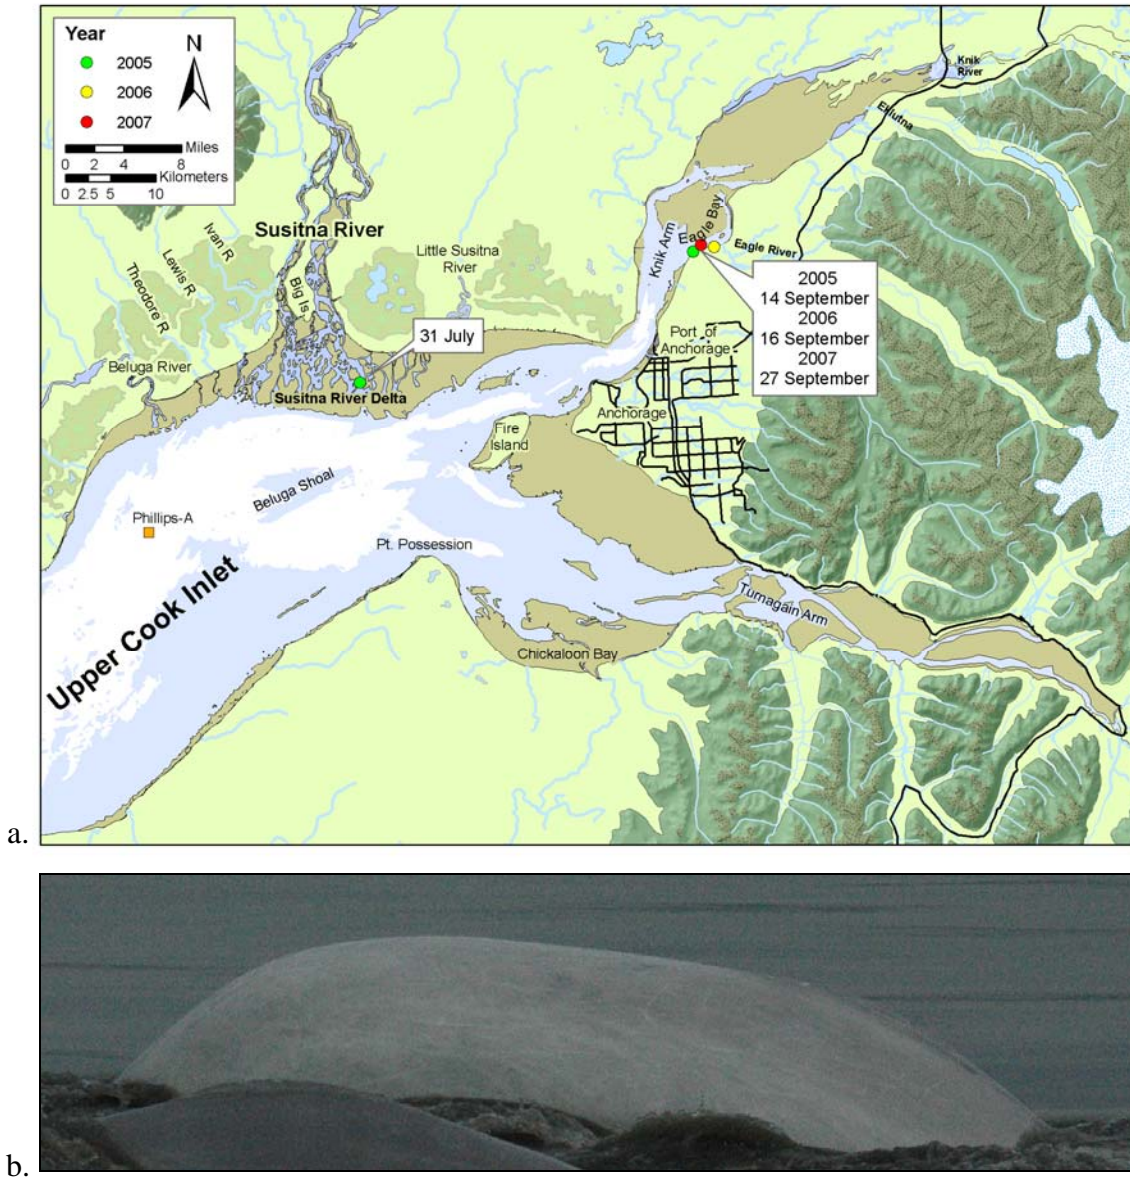 Year
N
2005
2006
2007
Miles
0 2 4 8
Kilometers
0 2.5 5 10
Knik
River
Eklutna
Susitna River
Ivan R
Lewis R
Theodore R
Big Is
Little Susitna
River
Knik Arm
Eagle Bay
Eagle River
2005
14 September
2006
16 September
2007
27 September
31 July
Port of
Anchorage
Beluga River
Susitna River Delta
Anchorage
Fire
Island
Beluga Shoal
Phillips-A
Pt. Possession
Upper Cook Inlet
Turnagain Arm
Chickaloon Bay
a.
b.